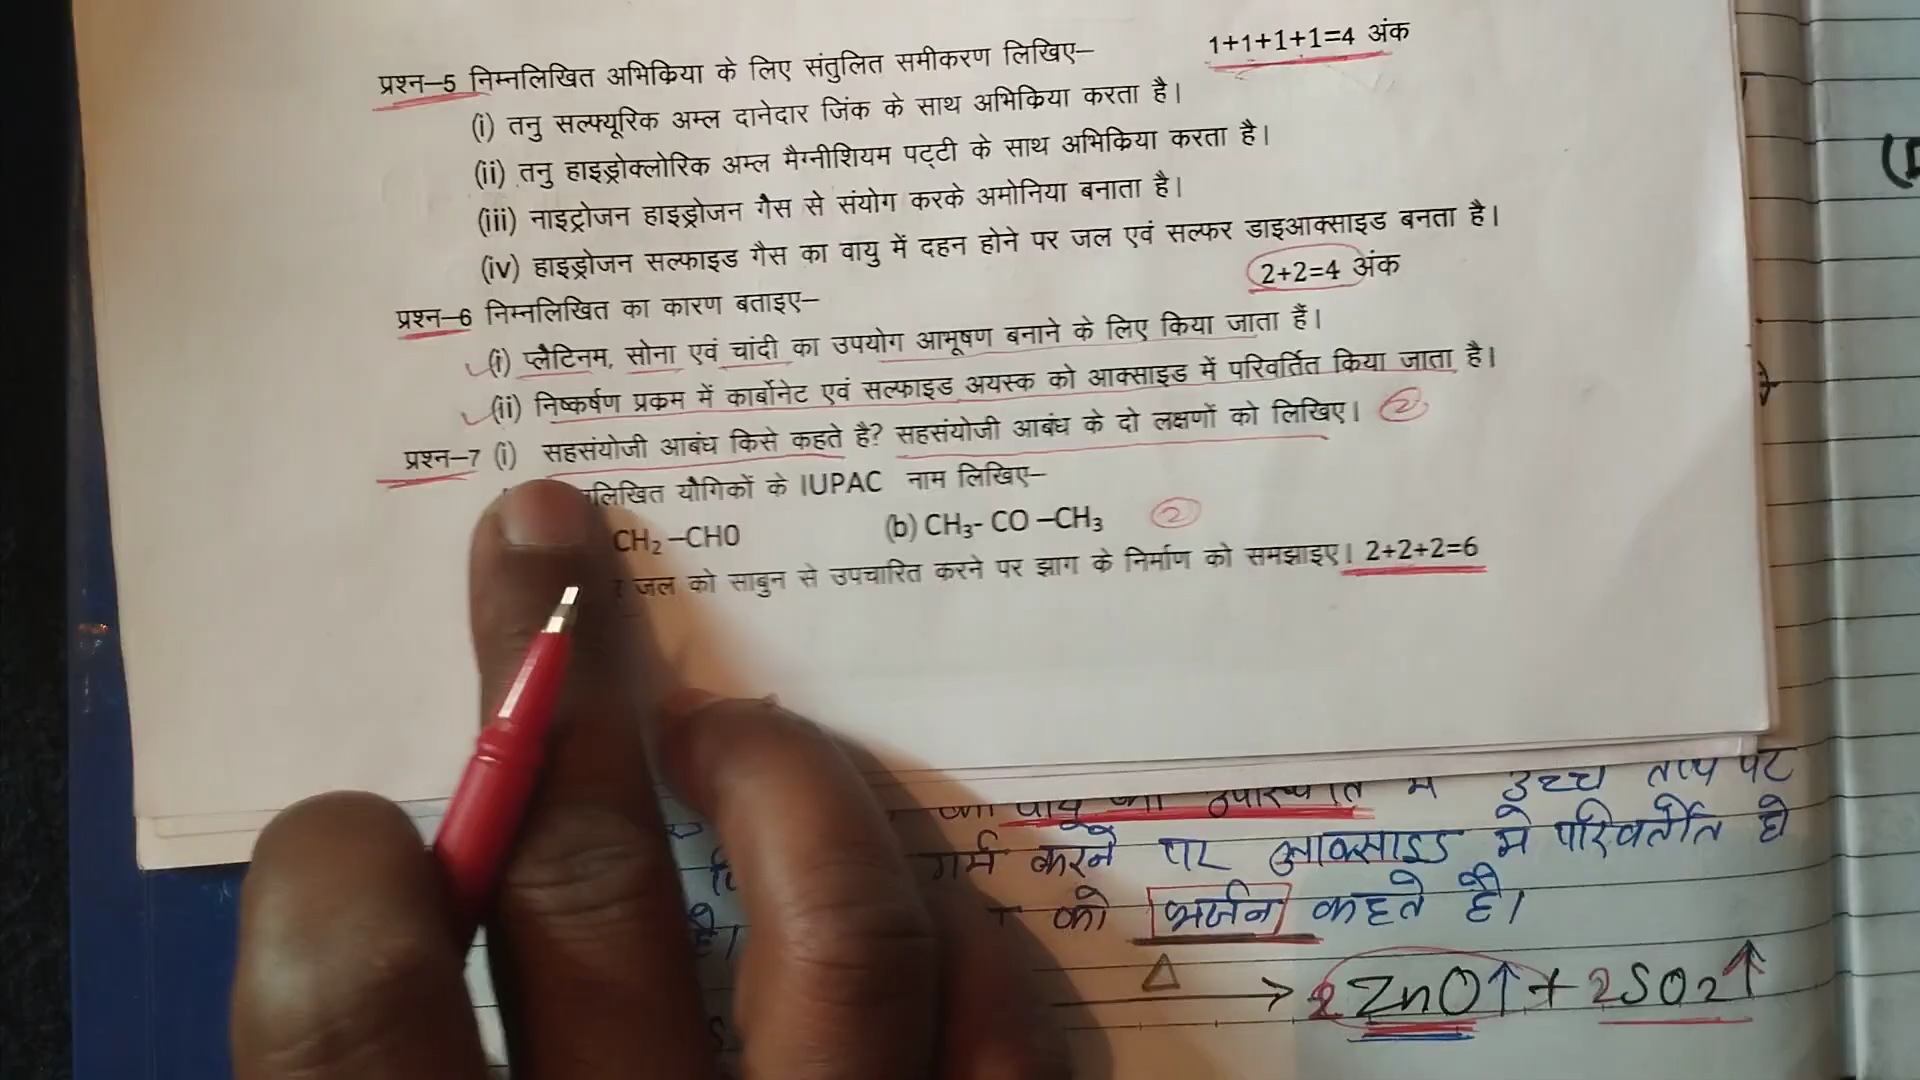 प्रश्न–5 निम्नलिखित अभिक्रिया के लिए संतुलित समीकरण लिखिए– 1+1+1+1=4 अंक
(i) तनु सल्फ्यूरिक अम्ल दानेदार जिंक के साथ अभिक्रिया करता है।
(ii) तनु हाइड्रोक्लोरिक अम्ल मैग्नीशियम पट्टी के साथ अभिक्रिया करता है।
(iii) नाइट्रोजन हाइड्रोजन गैस से संयोग करके अमोनिया बनाता है।
(iv) हाइड्रोजन सल्फाइड गैस का वायु में दहन होने पर जल एवं सल्फर डाइआक्साइड बनता है।
प्रश्न–6 निम्नलिखित का कारण बताइए– 2+2=4 अंक
(i) प्लैटिनम, सोना एवं चांदी का उपयोग आभूषण बनाने के लिए किया जाता हैं।
(ii) निष्कर्षण प्रक्रम में कार्बोनेट एवं सल्फाइड अयस्क को आक्साइड में परिवर्तित किया जाता है।
प्रश्न–7 (i) सहसंयोजी आबंध किसे कहते है? सहसंयोजी आबंध के दो लक्षणों को लिखिए। 2
यौगिकों के IUPAC नाम लिखिए–
CH₂ –CHO (b) CH₃- CO –CH₃ 2
जल को साबुन से उपचारित करने पर झाग के निर्माण को समझाइए। 2+2+2=6
उच्च ताप पर
गर्म करने पर आक्साइड मे परिवर्तीत हो
को भर्जन कहते है।
Δ → 2ZnO↑ + 2SO₂↑